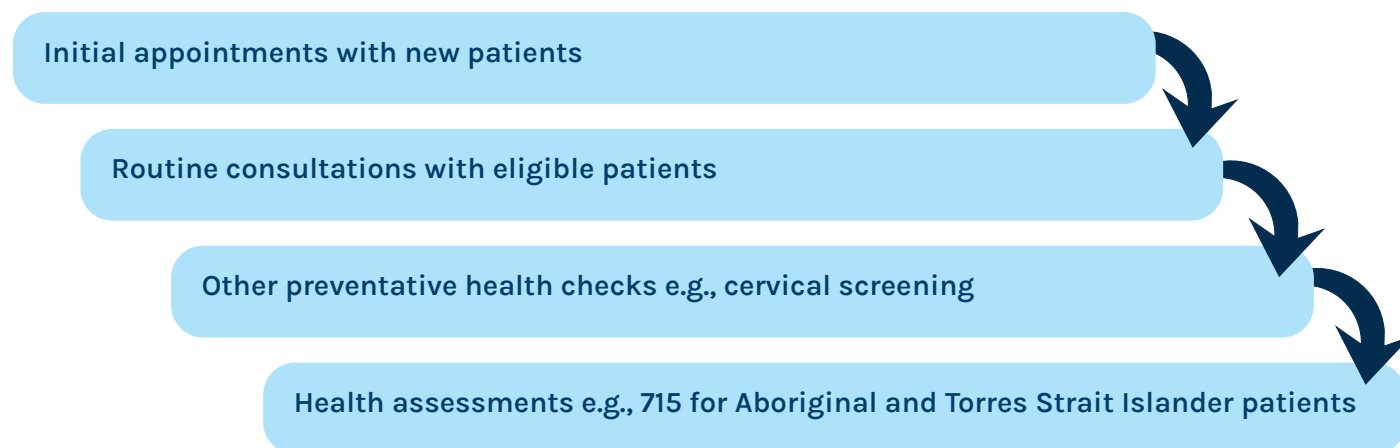 Initial appointments with new patients
Routine consultations with eligible patients
Other preventative health checks e.g., cervical screening
Health assessments e.g., 715 for Aboriginal and Torres Strait Islander patients